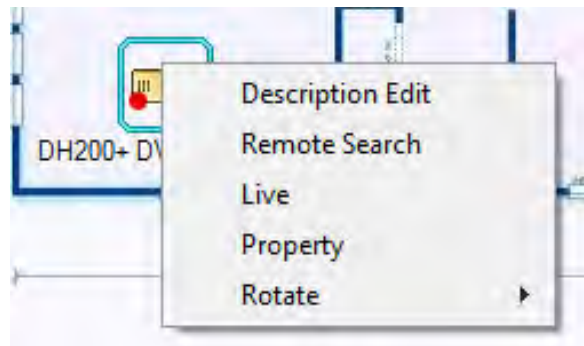 Description Edit
DH200+ DV
Remote Search
Live
Property
Rotate